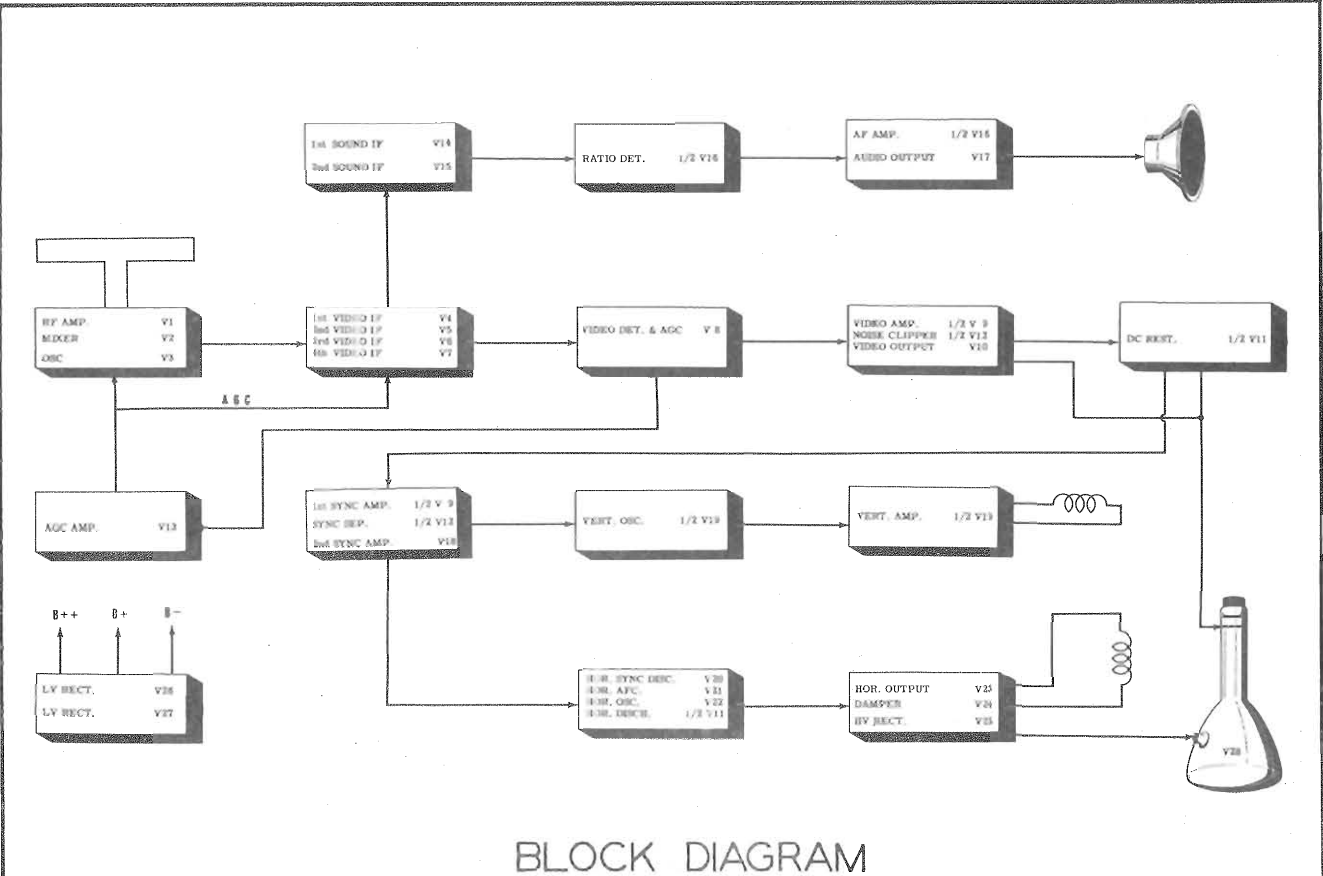 1st SOUND IF V14
2nd SOUND IF V15
RATIO DET. 1/2 V16
AF AMP. 1/2 V16
AUDIO OUTPUT V17
RF AMP. V1
MIXER V2
OSC V3
1st VIDEO IF V4
2nd VIDEO IF V5
3rd VIDEO IF V6
4th VIDEO IF V7
VIDEO DET. & AGC V 8
VIDEO AMP. 1/2 V 9
NOISE CLIPPER 1/2 V12
VIDEO OUTPUT V10
DC REST. 1/2 V11
AGC
AGC AMP. V13
1st SYNC AMP. 1/2 V 9
SYNC SEP. 1/2 V12
2nd SYNC AMP. V18
VERT. OSC. 1/2 V19
VERT. AMP. 1/2 V19
B++ B+ B-
LV RECT. V26
LV RECT. V27
HOR. SYNC DISC. V20
HOR. AFC. V21
HOR. OSC. V22
HOR. DISCH. 1/2 V11
HOR. OUTPUT V23
DAMPER V24
HV RECT. V25
V28
BLOCK DIAGRAM